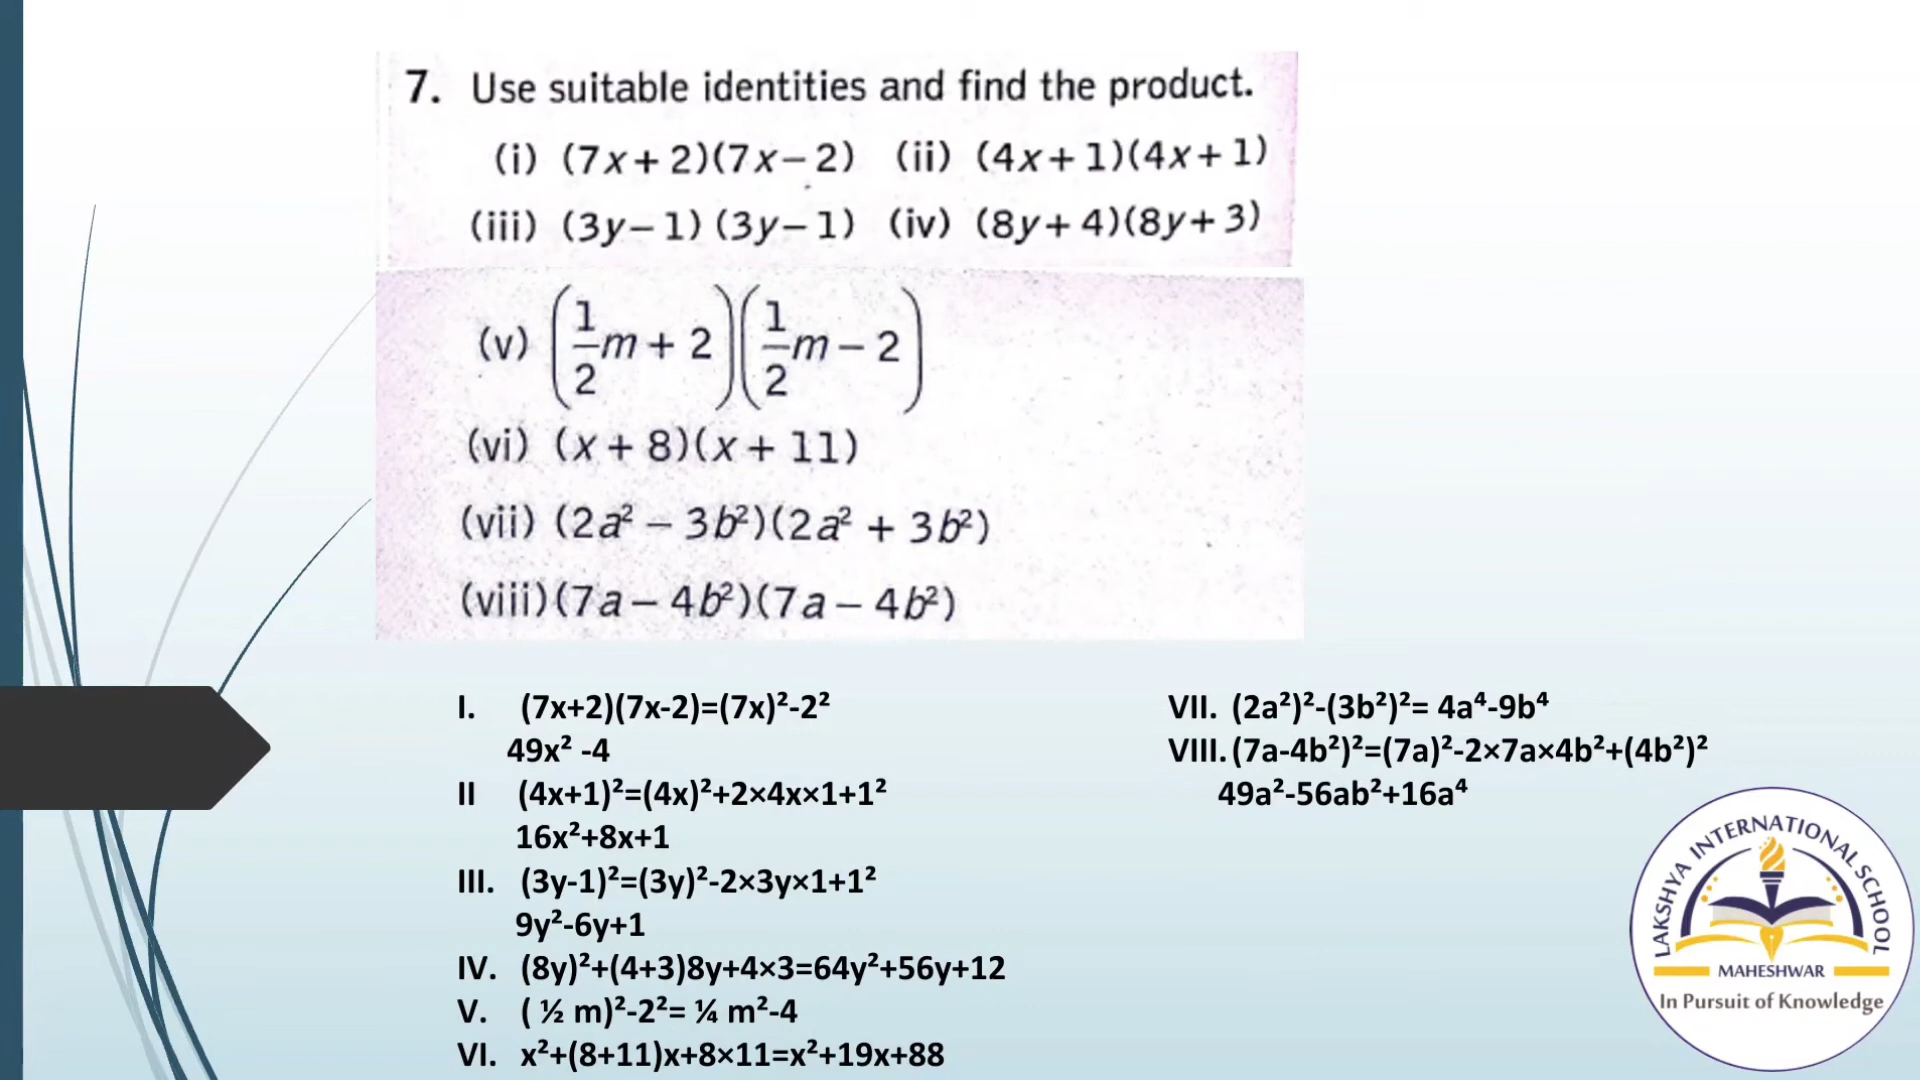 7. Use suitable identities and find the product.
(i) (7x+2)(7x-2) (ii) (4x+1)(4x+1)
(iii) (3y-1) (3y-1) (iv) (8y+4)(8y+3)
(v) (1/2 m + 2)(1/2 m - 2)
(vi) (x+8)(x+11)
(vii) (2a² - 3b²)(2a² + 3b²)
(viii)(7a-4b²)(7a-4b²)
I. (7x+2)(7x-2)=(7x)²-2²
49x² -4
II (4x+1)²=(4x)²+2×4x×1+1²
16x²+8x+1
III. (3y-1)²=(3y)²-2×3y×1+1²
9y²-6y+1
IV. (8y)²+(4+3)8y+4×3=64y²+56y+12
V. ( ½ m)²-2²= ¼ m²-4
VI. x²+(8+11)x+8×11=x²+19x+88
VII. (2a²)²-(3b²)²= 4a⁴-9b⁴
VIII. (7a-4b²)²=(7a)²-2×7a×4b²+(4b²)²
49a²-56ab²+16a⁴
LAKSHYA INTERNATIONAL SCHOOL
MAHESHWAR
In Pursuit of Knowledge